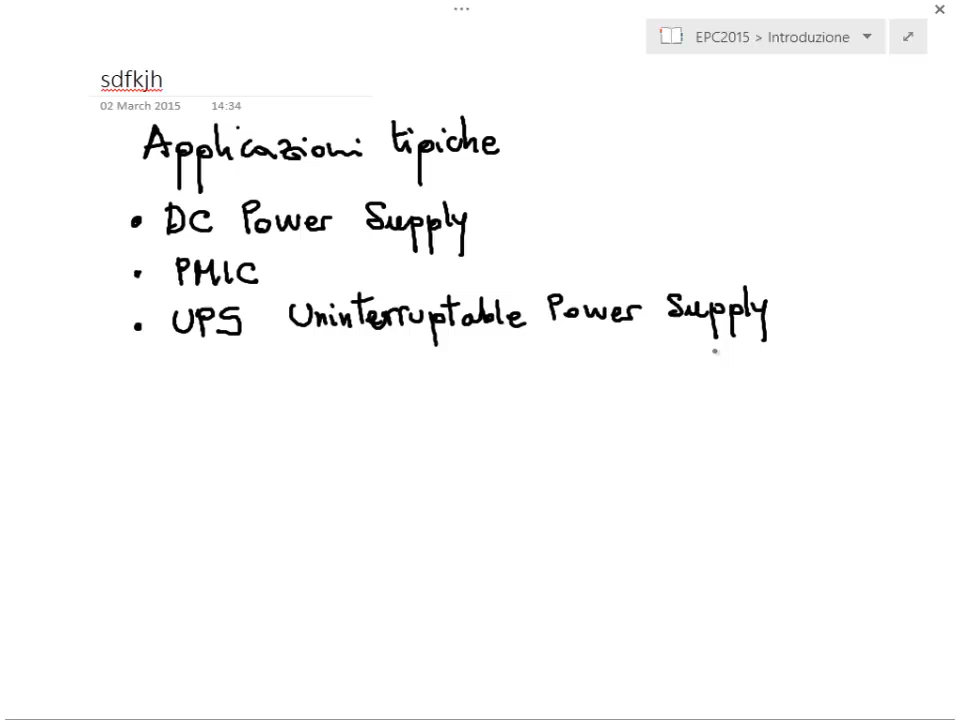 EPC2015 > Introduzione
sdfkjh
02 March 2015 14:34
Applicazioni tipiche
• DC Power Supply
• PMIC
• UPS Uninterruptable Power Supply